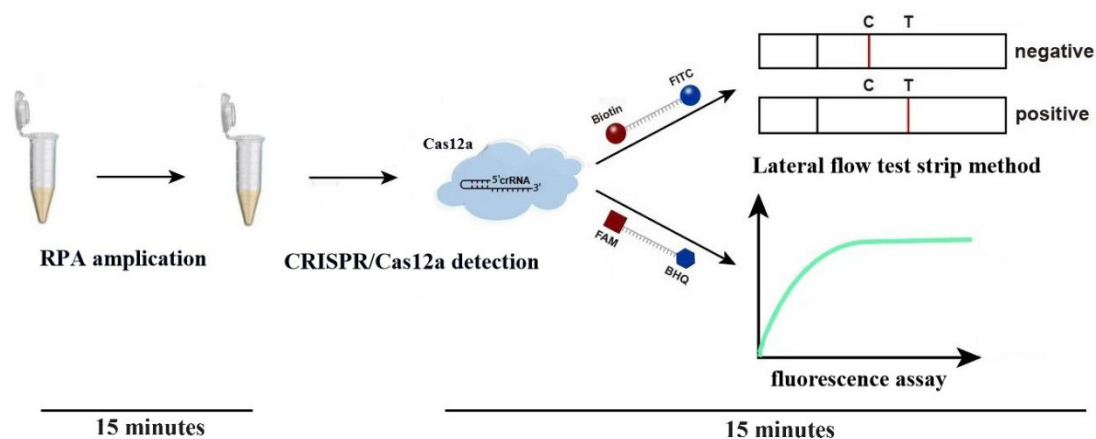 C T
negative
C T
positive
Lateral flow test strip method
Biotin
FITC
Cas12a
5'crRNA
3'
FAM
BHQ
RPA amplication
CRISPR/Cas12a detection
fluorescence assay
15 minutes
15 minutes